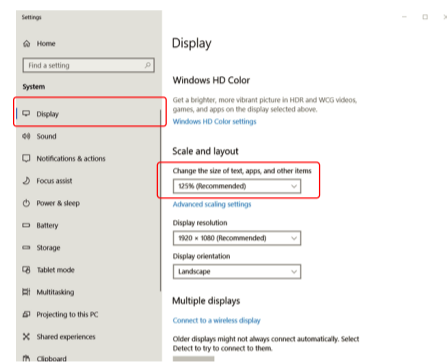 Settings
Home
Find a setting
System
Display
Sound
Notifications & actions
Focus assist
Power & sleep
Battery
Storage
Tablet mode
Multitasking
Projecting to this PC
Shared experiences
Clipboard
Display
Windows HD Color
Get a brighter, more vibrant picture in HDR and WCG videos,
games, and apps on the display selected above.
Windows HD Color settings
Scale and layout
Change the size of text, apps, and other items
125% (Recommended)
Advanced scaling settings
Display resolution
1920 × 1080 (Recommended)
Display orientation
Landscape
Multiple displays
Connect to a wireless display
Older displays might not always connect automatically. Select
Detect to try to connect to them.